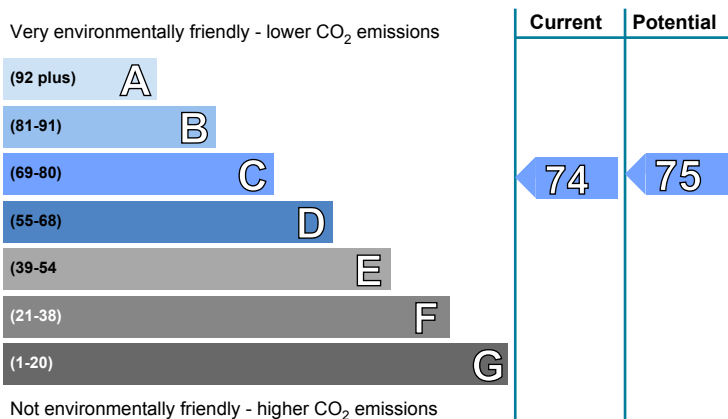 Current Potential
Very environmentally friendly - lower CO2 emissions
(92 plus) A
(81-91) B
(69-80) C 74 75
(55-68) D
(39-54 E
(21-38) F
(1-20) G
Not environmentally friendly - higher CO2 emissions